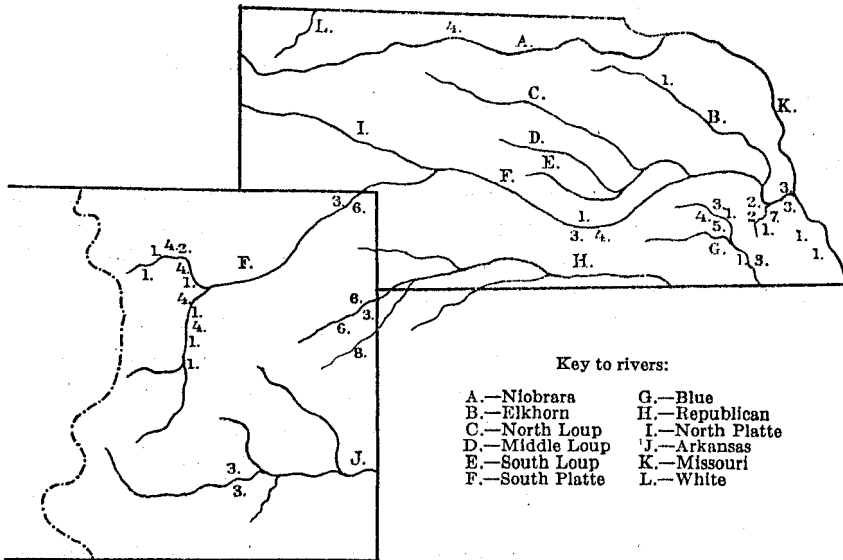 L.
4.
A.
1.
K.
C.
B.
I.
D.
E.
F.
3. 6.
3.
3.
2.
7.
2.
1.
3.
1.
4.
5.
1.
3. 4.
G.
1. 3.
1.
1.
4. 2.
1.
1.
4.
1.
F.
H.
4.
1.
4.
1.
1.
6.
3.
6.
8.
J.
3.
3.
Key to rivers:
A.—Niobrara G.—Blue
B.—Elkhorn H.—Republican
C.—North Loup I.—North Platte
D.—Middle Loup J.—Arkansas
E.—South Loup K.—Missouri
F.—South Platte L.—White